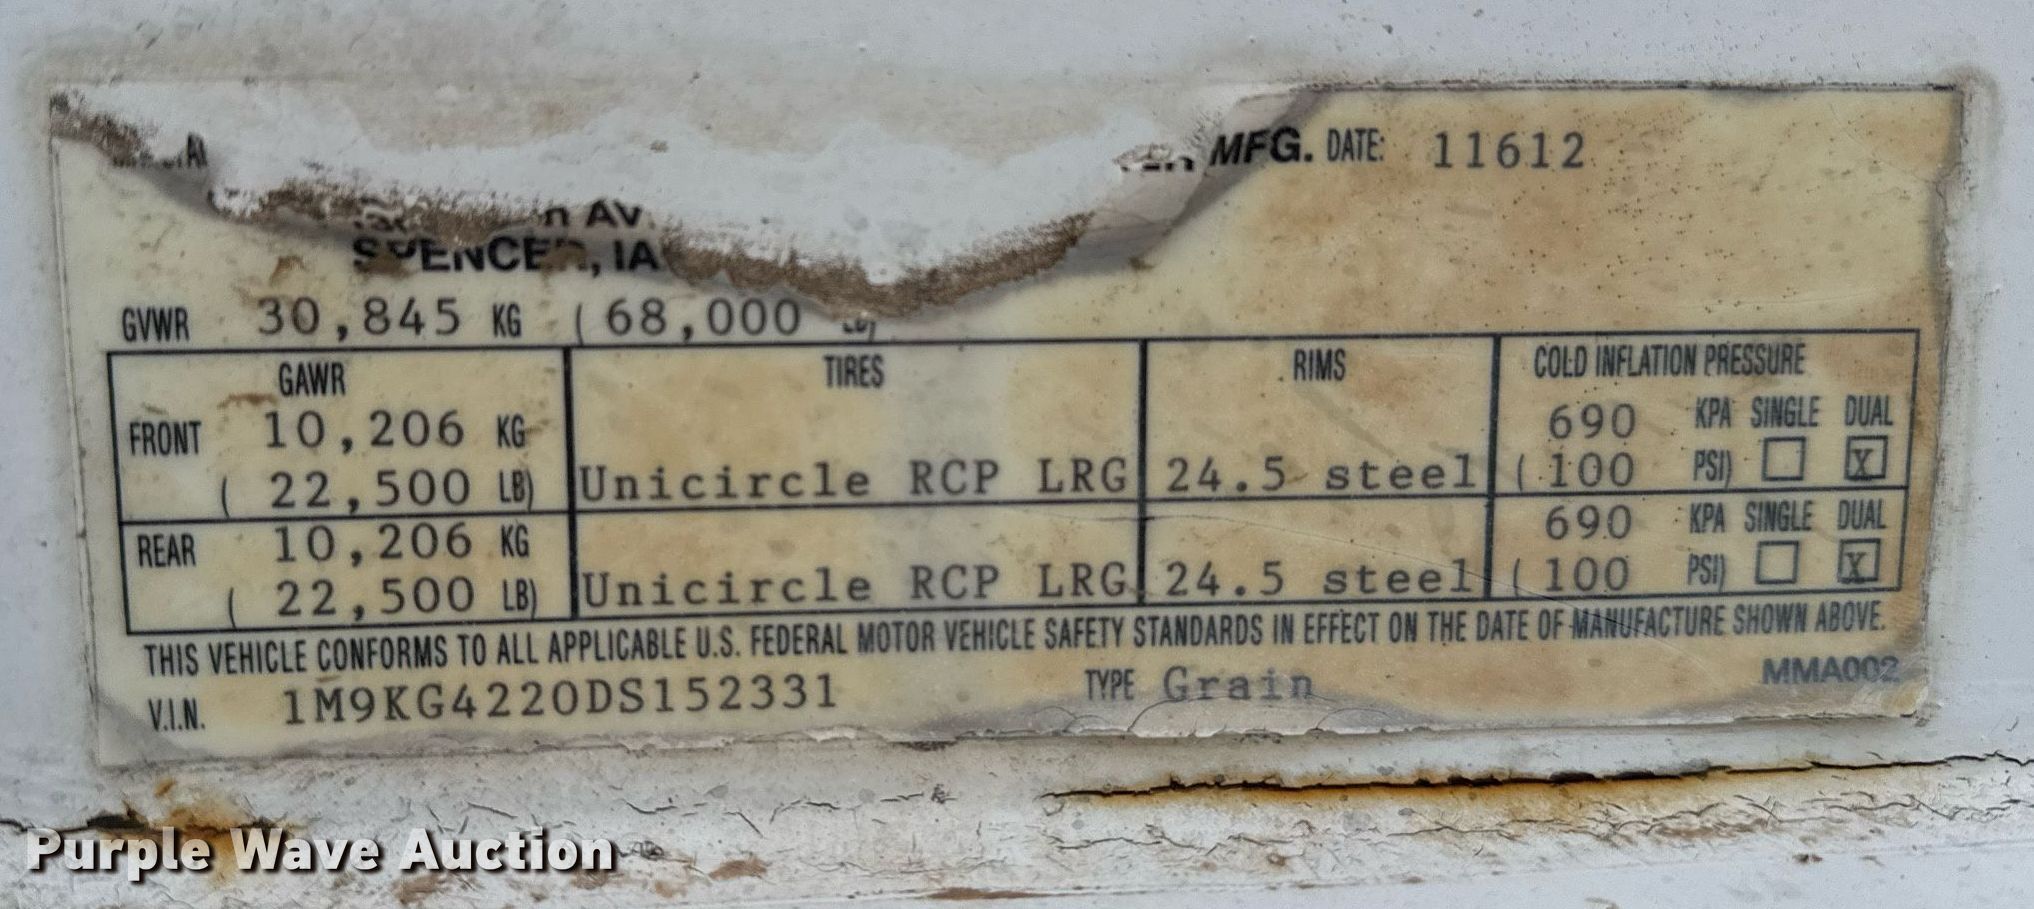 MFG. DATE: 11612
AV
SPENCER, IA
GVWR 30,845 KG ( 68,000 LB)
GAWR TIRES RIMS COLD INFLATION PRESSURE
FRONT 10,206 KG 690 KPA SINGLE DUAL
( 22,500 LB) Unicircle RCP LRG 24.5 steel ( 100 PSI) X
REAR 10,206 KG 690 KPA SINGLE DUAL
( 22,500 LB) Unicircle RCP LRG 24.5 steel ( 100 PSI) X
THIS VEHICLE CONFORMS TO ALL APPLICABLE U.S. FEDERAL MOTOR VEHICLE SAFETY STANDARDS IN EFFECT ON THE DATE OF MANUFACTURE SHOWN ABOVE.
V.I.N. 1M9KG4220DS152331 TYPE Grain MMA002
Purple Wave Auction